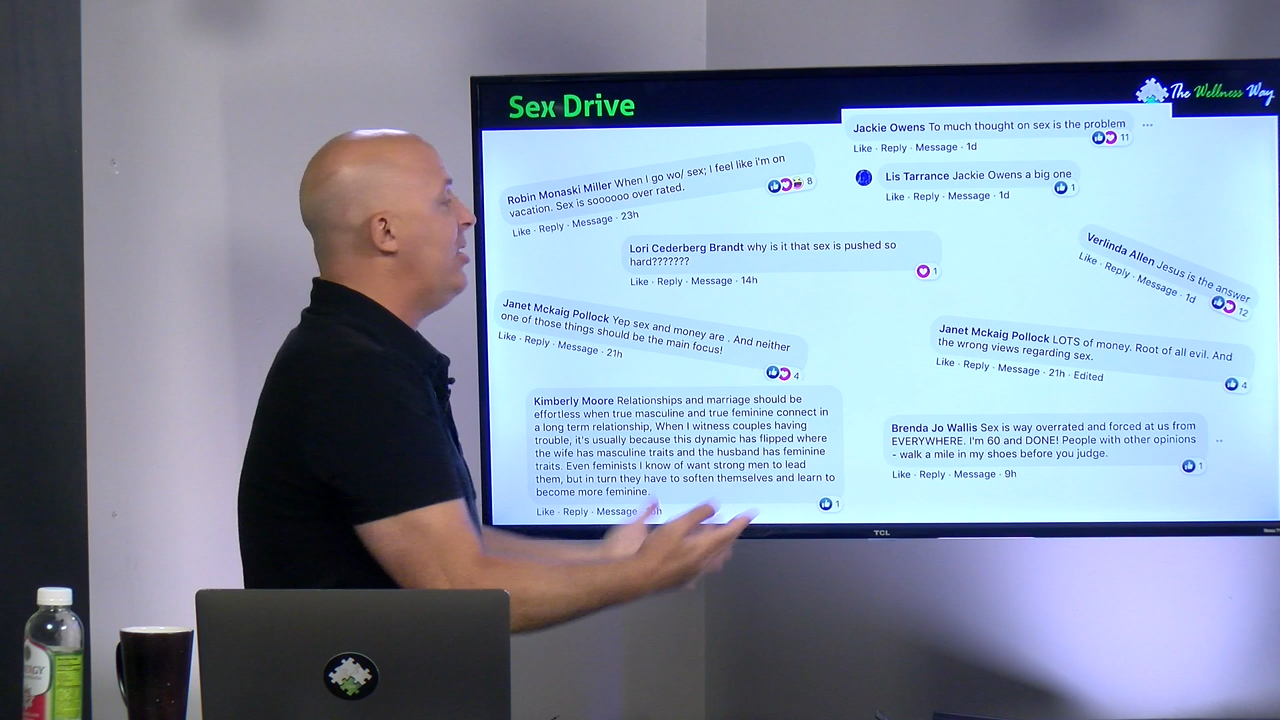 Sex Drive
The Wellness Way
Jackie Owens To much thought on sex is the problem
11
Like · Reply · Message · 1d
Lis Tarrance Jackie Owens a big one
1
Like · Reply · Message · 1d
Robin Monaski Miller When I go wo/ sex; I feel like i'm on
vacation. Sex is soooooo over rated.
8
Like · Reply · Message · 23h
Lori Cederberg Brandt why is it that sex is pushed so
hard???????
1
Like · Reply · Message · 14h
Verlinda Allen Jesus is the answer
Like · Reply · Message · 1d
12
Janet Mckaig Pollock Yep sex and money are . And neither
one of those things should be the main focus!
Like · Reply · Message · 21h
4
Janet Mckaig Pollock LOTS of money. Root of all evil. And
the wrong views regarding sex.
Like · Reply · Message · 21h · Edited
4
Kimberly Moore Relationships and marriage should be
effortless when true masculine and true feminine connect in
a long term relationship, When I witness couples having
trouble, it's usually because this dynamic has flipped where
the wife has masculine traits and the husband has feminine
traits. Even feminists I know of want strong men to lead
them, but in turn they have to soften themselves and learn to
become more feminine.
1
Like · Reply · Message
Brenda Jo Wallis Sex is way overrated and forced at us from
EVERYWHERE. I'm 60 and DONE! People with other opinions
- walk a mile in my shoes before you judge.
1
Like · Reply · Message · 9h
TCL